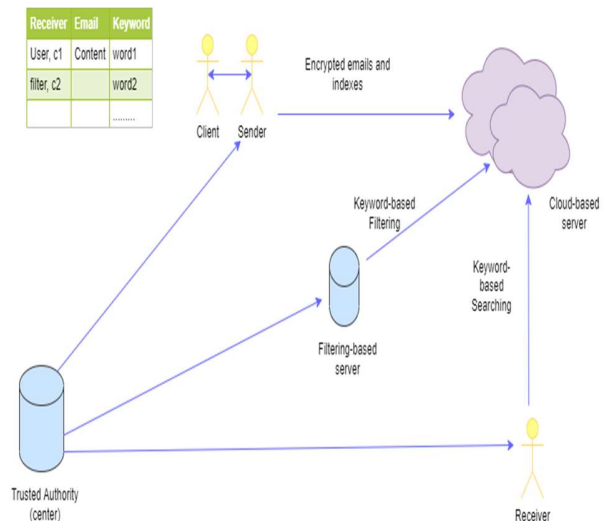 Receiver Email Keyword
User, c1 Content word1
filter, c2 word2
.........
Client Sender
Encrypted emails and
indexes
Keyword-based
Filtering
Cloud-based
server
Keyword-
based
Searching
Filtering-based
server
Trusted Authority
(center)
Receiver